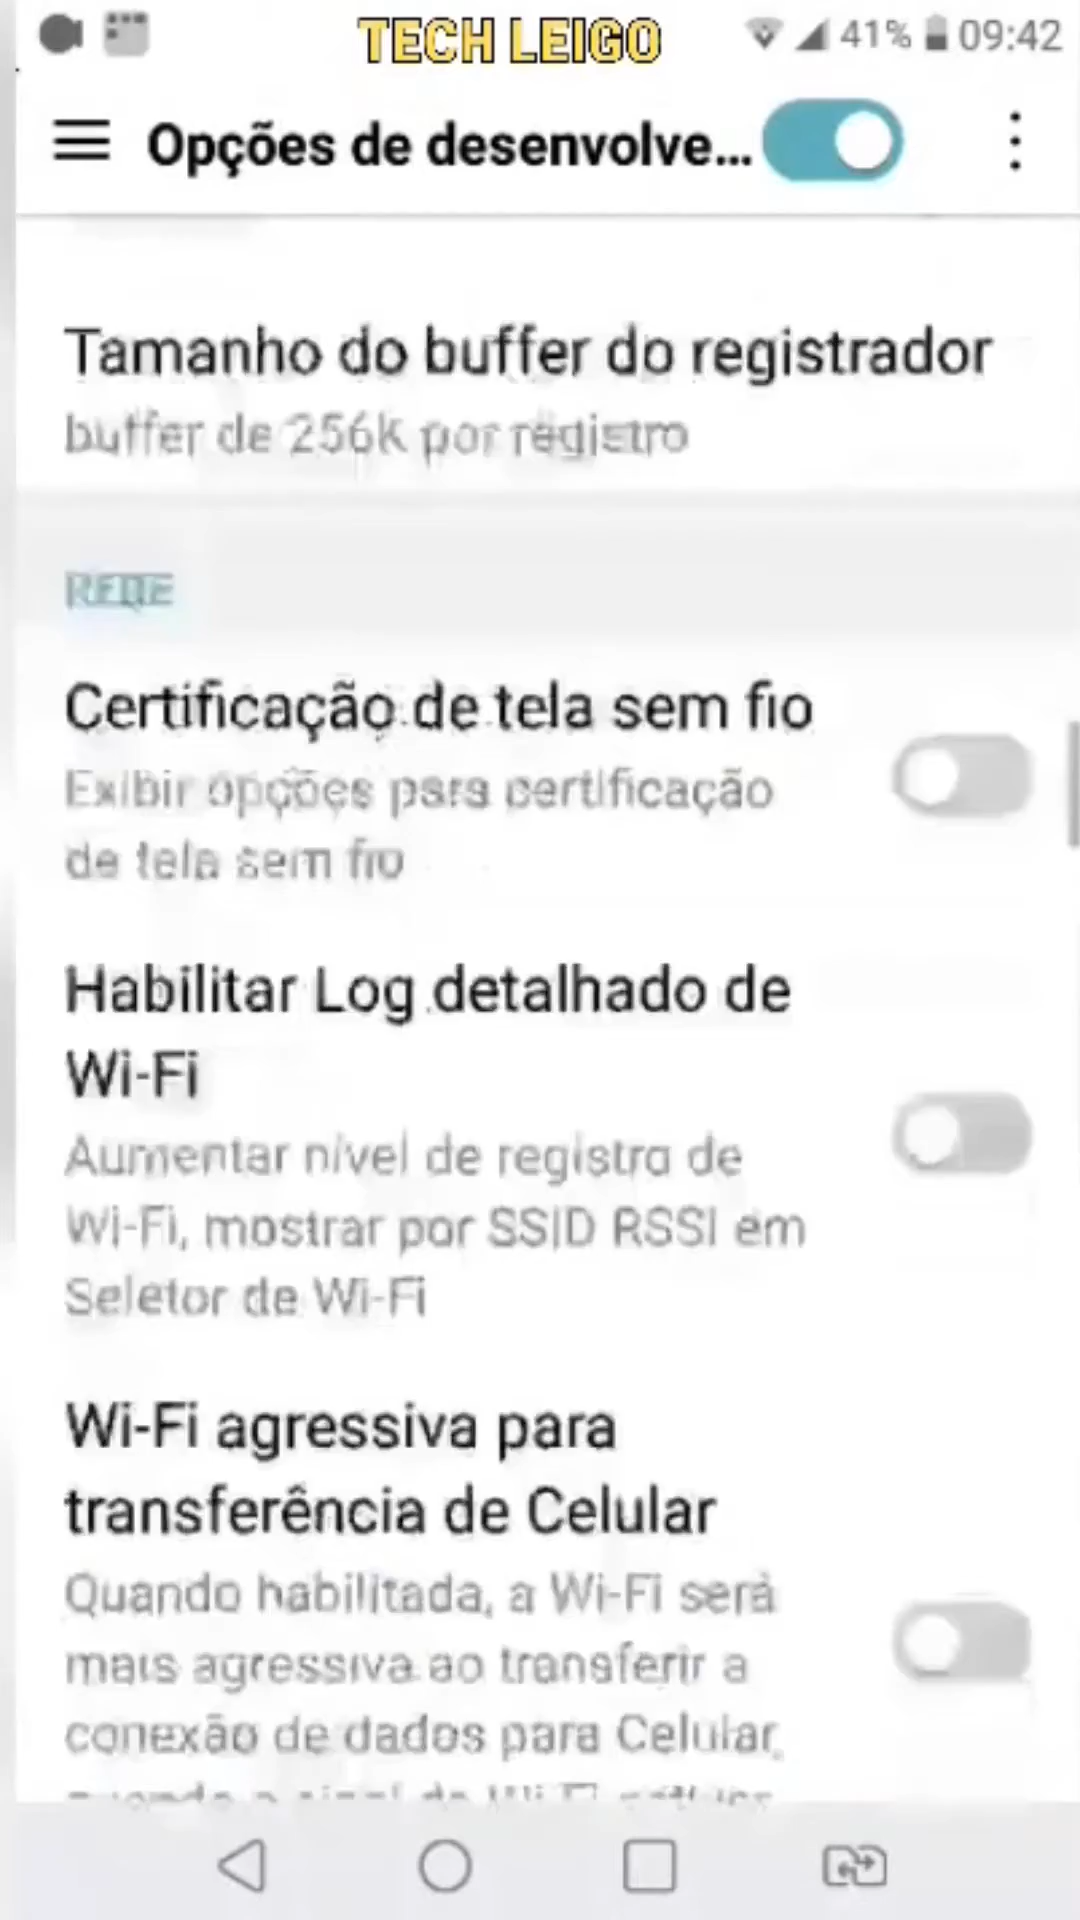 TECH LEIGO
41% 09:42
Opções de desenvolve...
Tamanho do buffer do registrador
buffer de 256k por registro
REDE
Certificação de tela sem fio
Exibir opções para certificação
de tela sem fio
Habilitar Log detalhado de
Wi-Fi
Aumentar nível de registro de
Wi-Fi, mostrar por SSID RSSI em
Seletor de Wi-Fi
Wi-Fi agressiva para
transferência de Celular
Quando habilitada, a Wi-Fi será
mais agressiva ao transferir a
conexão de dados para Celular,